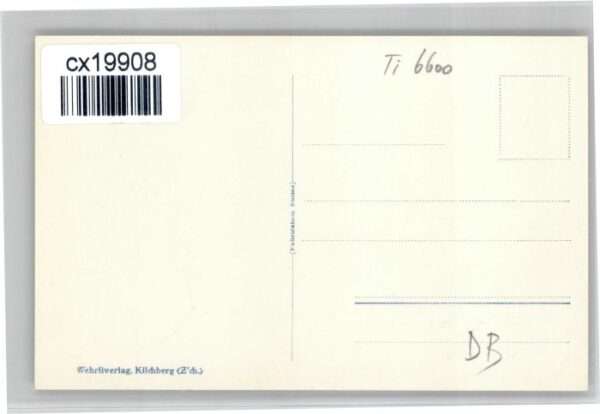 cx19908
Ti 6600
DB
Wehrliverlag, Kilchberg (Z'ch.)